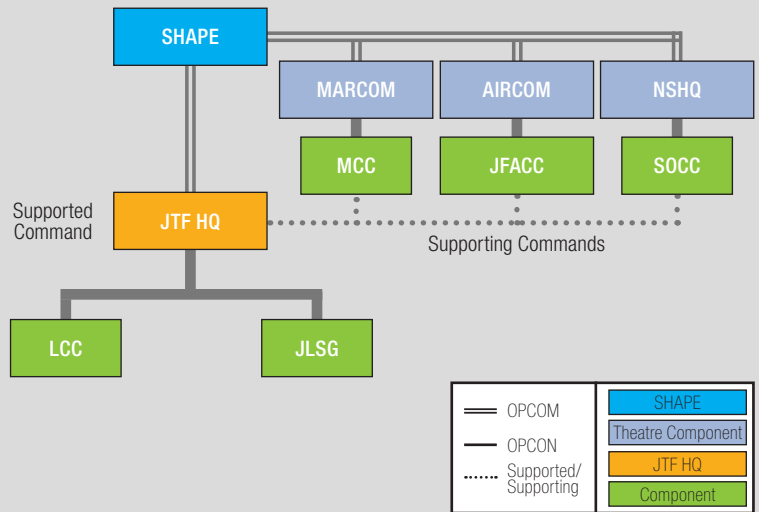 SHAPE
MARCOM
AIRCOM
NSHQ
MCC
JFACC
SOCC
Supported
Command
JTF HQ
Supporting Commands
LCC
JLSG
OPCOM
OPCON
Supported/
Supporting
SHAPE
Theatre Component
JTF HQ
Component